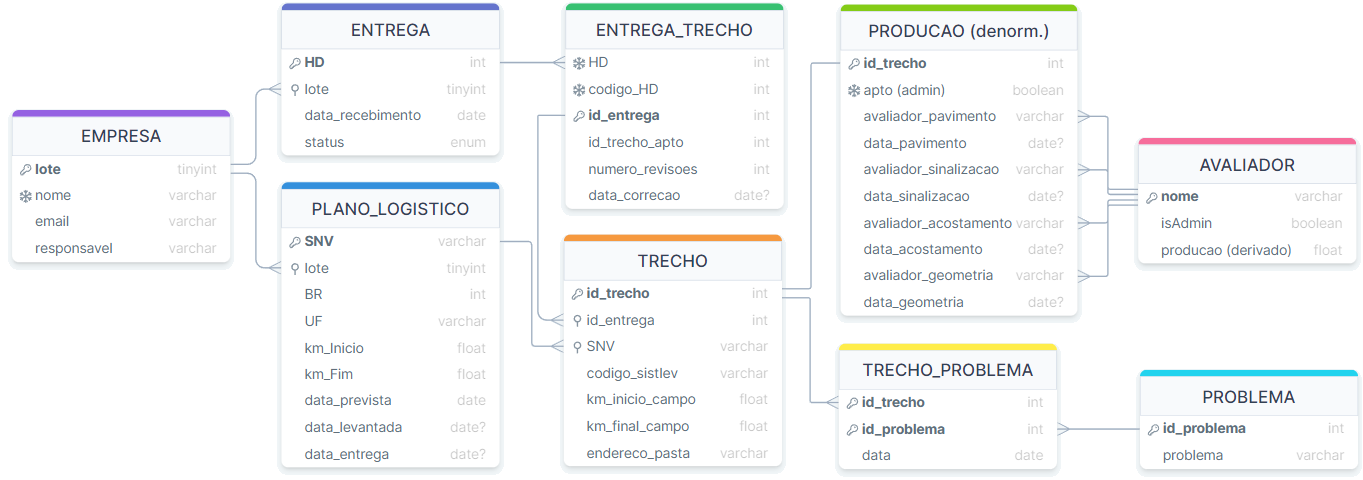 EMPRESA
lote tinyint
nome varchar
email varchar
responsavel varchar
ENTREGA
HD int
lote tinyint
data_recebimento date
status enum
PLANO_LOGISTICO
SNV varchar
lote tinyint
BR int
UF varchar
km_Inicio float
km_Fim float
data_prevista date
data_levantada date?
data_entrega date?
ENTREGA_TRECHO
HD int
codigo_HD int
id_entrega int
id_trecho_apto int
numero_revisoes int
data_correcao date?
TRECHO
id_trecho int
id_entrega int
SNV varchar
codigo_sistlev varchar
km_inicio_campo float
km_final_campo float
endereco_pasta varchar
PRODUCAO (denorm.)
id_trecho int
apto (admin) boolean
avaliador_pavimento varchar
data_pavimento date?
avaliador_sinalizacao varchar
data_sinalizacao date?
avaliador_acostamento varchar
data_acostamento date?
avaliador_geometria varchar
data_geometria date?
TRECHO_PROBLEMA
id_trecho int
id_problema int
data date
AVALIADOR
nome varchar
isAdmin boolean
producao (derivado) float
PROBLEMA
id_problema int
problema varchar